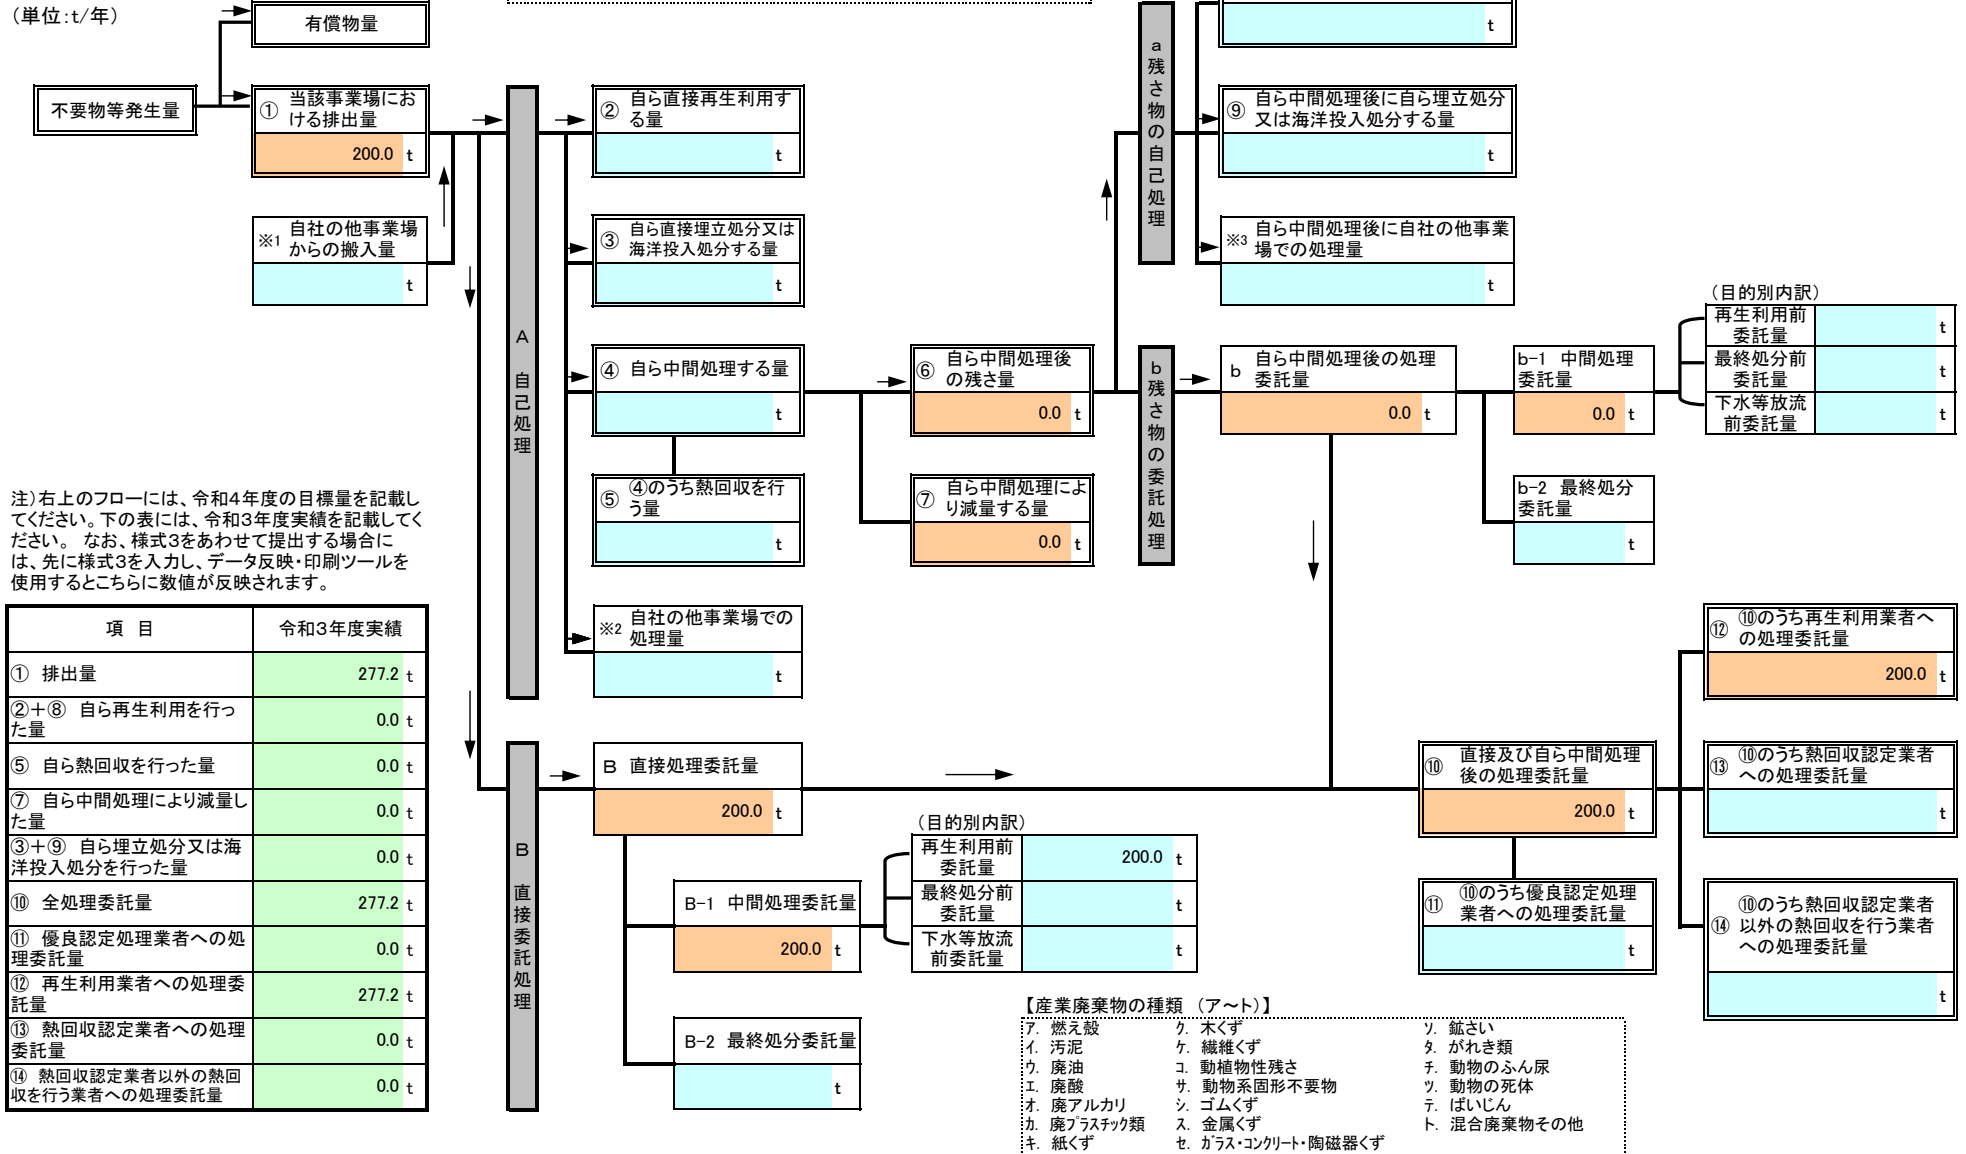 (単位:t/年)
有償物量
t
不要物等発生量
① 当該事業場にお
ける排出量
200.0 t
※1 自社の他事業場
からの搬入量
t
A 自己処理
② 自ら直接再生利用す
る量
t
③ 自ら直接埋立処分又は
海洋投入処分する量
t
④ 自ら中間処理する量
t
⑤ ④のうち熱回収を行
う量
t
※2 自社の他事業場での
処理量
t
⑥ 自ら中間処理後
の残さ量
0.0 t
⑦ 自ら中間処理によ
り減量する量
0.0 t
a 残さ物の自己処理
⑨ 自ら中間処理後に自ら埋立処分
又は海洋投入処分する量
t
※3 自ら中間処理後に自社の他事業
場での処理量
t
b 残さ物の委託処理
b 自ら中間処理後の処理
委託量
0.0 t
b-1 中間処理
委託量
0.0 t
(目的別内訳)
再生利用前
委託量
t
最終処分前
委託量
t
下水等放流
前委託量
t
b-2 最終処分
委託量
t
注)右上のフローには、令和4年度の目標量を記載し
てください。下の表には、令和3年度実績を記載してく
ださい。 なお、様式3をあわせて提出する場合に
は、先に様式3を入力し、データ反映・印刷ツールを
使用するとこちらに数値が反映されます。
項 目 令和3年度実績
① 排出量 277.2 t
②+⑧ 自ら再生利用を行っ
た量 0.0 t
⑤ 自ら熱回収を行った量 0.0 t
⑦ 自ら中間処理により減量し
た量 0.0 t
③+⑨ 自ら埋立処分又は海
洋投入処分を行った量 0.0 t
⑩ 全処理委託量 277.2 t
⑪ 優良認定処理業者への処
理委託量 0.0 t
⑫ 再生利用業者への処理委
託量 277.2 t
⑬ 熱回収認定業者への処理
委託量 0.0 t
⑭ 熱回収認定業者以外の熱回
収を行う業者への処理委託量 0.0 t
B 直接委託処理
B 直接処理委託量
200.0 t
B-1 中間処理委託量
200.0 t
(目的別内訳)
再生利用前
委託量
200.0 t
最終処分前
委託量
t
下水等放流
前委託量
t
B-2 最終処分委託量
t
⑩ 直接及び自ら中間処理
後の処理委託量
200.0 t
⑪ ⑩のうち優良認定処理
業者への処理委託量
t
⑫ ⑩のうち再生利用業者へ
の処理委託量
200.0 t
⑬ ⑩のうち熱回収認定業者
への処理委託量
t
⑭ ⑩のうち熱回収認定業者
以外の熱回収を行う業者
への処理委託量
t
【産業廃棄物の種類 (ア~ト)】
ア. 燃え殻 ク. 木くず ソ. 鉱さい
イ. 汚泥 ケ. 繊維くず タ. がれき類
ウ. 廃油 コ. 動植物性残さ チ. 動物のふん尿
エ. 廃酸 サ. 動物系固形不要物 ツ. 動物の死体
オ. 廃アルカリ シ. ゴムくず テ. ばいじん
カ. 廃プラスチック類 ス. 金属くず ト. 混合廃棄物その他
キ. 紙くず セ. ガラス・コンクリート・陶磁器くず